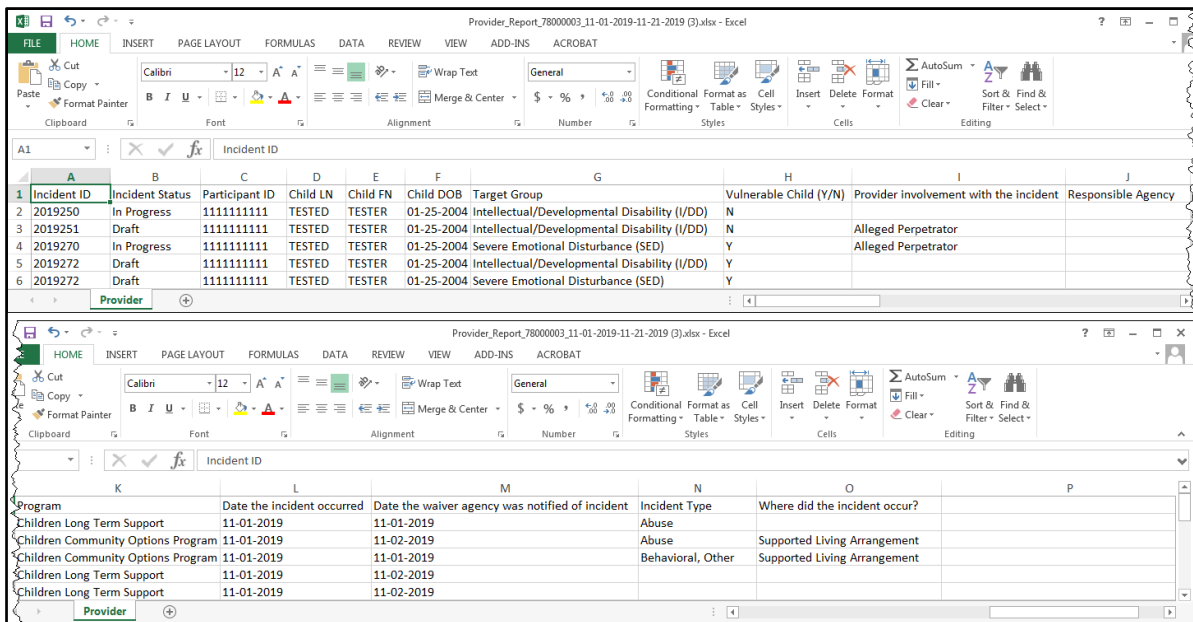 Provider_Report_78000003_11-01-2019-11-21-2019 (3).xlsx - Excel
FILE HOME INSERT PAGE LAYOUT FORMULAS DATA REVIEW VIEW ADD-INS ACROBAT
Paste Cut Copy Format Painter Calibri 12 B I U Wrap Text Merge & Center General $ % , Conditional Formatting Format as Table Cell Styles Insert Delete Format AutoSum Fill Clear Sort & Filter Find & Select
Clipboard Font Alignment Number Styles Cells Editing
A1 fx Incident ID
A B C D E F G H I J
1 Incident ID Incident Status Participant ID Child LN Child FN Child DOB Target Group Vulnerable Child (Y/N) Provider involvement with the incident Responsible Agency
2 2019250 In Progress 1111111111 TESTED TESTER 01-25-2004 Intellectual/Developmental Disability (I/DD) N
3 2019251 Draft 1111111111 TESTED TESTER 01-25-2004 Intellectual/Developmental Disability (I/DD) N Alleged Perpetrator
4 2019270 In Progress 1111111111 TESTED TESTER 01-25-2004 Severe Emotional Disturbance (SED) Y Alleged Perpetrator
5 2019272 Draft 1111111111 TESTED TESTER 01-25-2004 Intellectual/Developmental Disability (I/DD) Y
6 2019272 Draft 1111111111 TESTED TESTER 01-25-2004 Severe Emotional Disturbance (SED) Y
Provider
Provider_Report_78000003_11-01-2019-11-21-2019 (3).xlsx - Excel
HOME INSERT PAGE LAYOUT FORMULAS DATA REVIEW VIEW ADD-INS ACROBAT
Cut Copy Format Painter Calibri 12 B I U Wrap Text Merge & Center General $ % , Conditional Formatting Format as Table Cell Styles Insert Delete Format AutoSum Fill Clear Sort & Filter Find & Select
Clipboard Font Alignment Number Styles Cells Editing
fx Incident ID
K L M N O P
Program Date the incident occurred Date the waiver agency was notified of incident Incident Type Where did the incident occur?
Children Long Term Support 11-01-2019 11-01-2019 Abuse
Children Community Options Program 11-01-2019 11-02-2019 Abuse Supported Living Arrangement
Children Community Options Program 11-01-2019 11-01-2019 Behavioral, Other Supported Living Arrangement
Children Long Term Support 11-01-2019 11-02-2019
Children Long Term Support 11-01-2019 11-02-2019
Provider